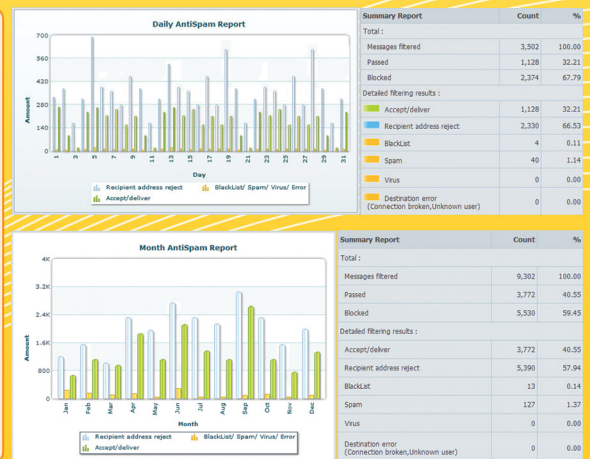 Daily AntiSpam Report
700
560
420
280
140
0
Amount
1 3 5 7 9 11 13 15 17 19 21 23 25 27 29 31
Day
Recipient address reject BlackList/ Spam/ Virus/ Error
Accept/deliver
Summary Report Count %
Total :
Messages filtered 3,502 100.00
Passed 1,128 32.21
Blocked 2,374 67.79
Detailed filtering results :
Accept/deliver 1,128 32.21
Recipient address reject 2,330 66.53
BlackList 4 0.11
Spam 40 1.14
Virus 0 0.00
Destination error
(Connection broken,Unknown user) 0 0.00
Month AntiSpam Report
4K
3.2K
2.4K
1.6K
800
0
Amount
Jan Feb Mar Apr May Jun Jul Aug Sep Oct Nov Dec
Month
Recipient address reject BlackList/ Spam/ Virus/ Error
Accept/deliver
Summary Report Count %
Total :
Messages filtered 9,302 100.00
Passed 3,772 40.55
Blocked 5,530 59.45
Detailed filtering results :
Accept/deliver 3,772 40.55
Recipient address reject 5,390 57.94
BlackList 13 0.14
Spam 127 1.37
Virus 0 0.00
Destination error
(Connection broken,Unknown user) 0 0.00